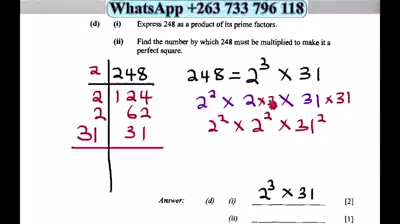 WhatsApp +263 733 796 118
(d) (i) Express 248 as a product of its prime factors.
(ii) Find the number by which 248 must be multiplied to make it a
perfect square.
2 248
2 124
2 62
31 31
248 = 2³ × 31
2² × 2 × 2 × 31 × 31
2² × 2² × 31²
2³ × 31
Answer: (d) (i) [2]
(ii) [1]